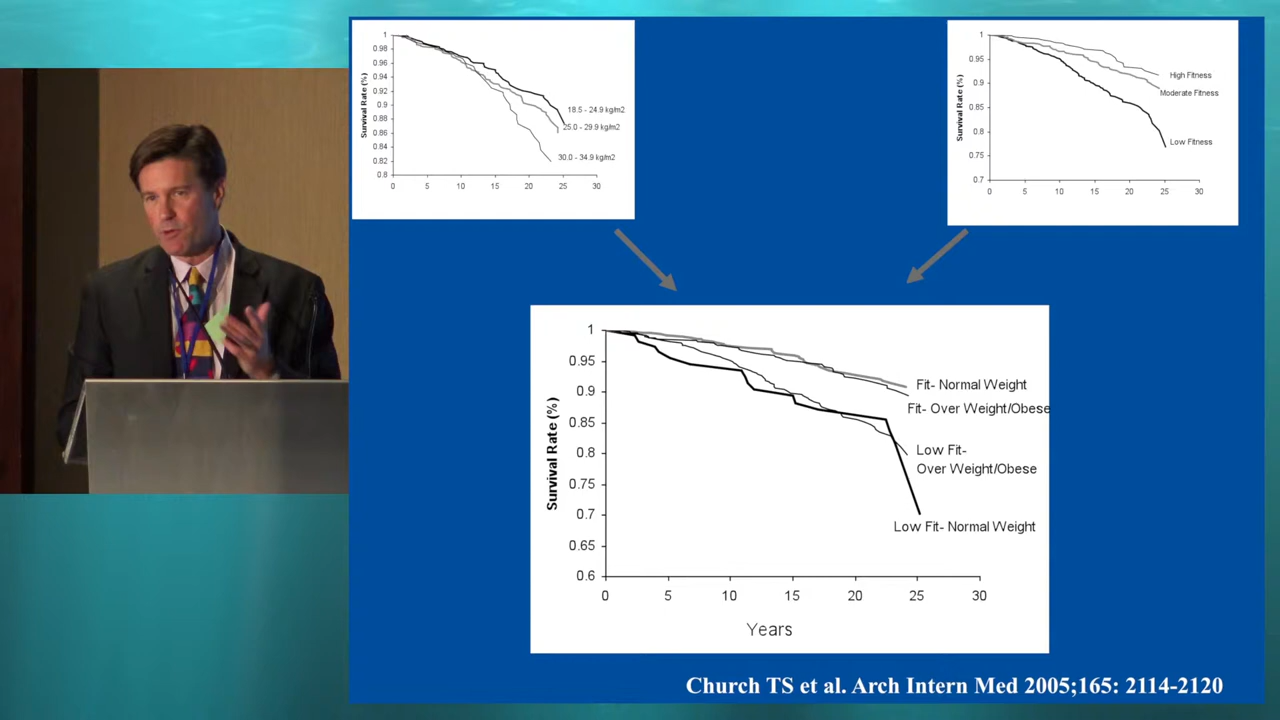 1
0.98
0.96
0.94
0.92
0.9
0.88
0.86
0.84
0.82
0.8
Survival Rate (%)
18.5 - 24.9 kg/m2
25.0 - 29.9 kg/m2
30.0 - 34.9 kg/m2
0 5 10 15 20 25 30
1
0.95
0.9
0.85
0.8
0.75
0.7
Survival Rate (%)
High Fitness
Moderate Fitness
Low Fitness
0 5 10 15 20 25 30
1
0.95
0.9
0.85
0.8
0.75
0.7
0.65
0.6
Survival Rate (%)
Fit- Normal Weight
Fit- Over Weight/Obese
Low Fit-
Over Weight/Obese
Low Fit- Normal Weight
0 5 10 15 20 25 30
Years
Church TS et al. Arch Intern Med 2005;165: 2114-2120